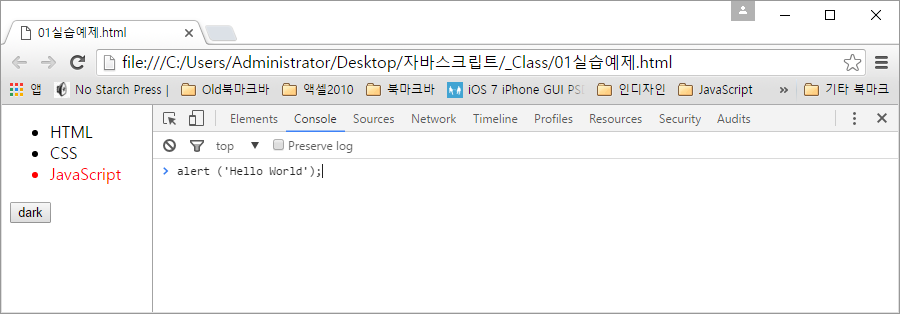 01실습예제.html
file:///C:/Users/Administrator/Desktop/자바스크립트/_Class/01실습예제.html
앱 No Starch Press | Old북마크바 액셀2010 북마크바 iOS 7 iPhone GUI PS 인디자인 JavaScript » 기타 북마크
Elements Console Sources Network Timeline Profiles Resources Security Audits
top ▼ Preserve log
> alert ('Hello World');
• HTML
• CSS
• JavaScript
dark